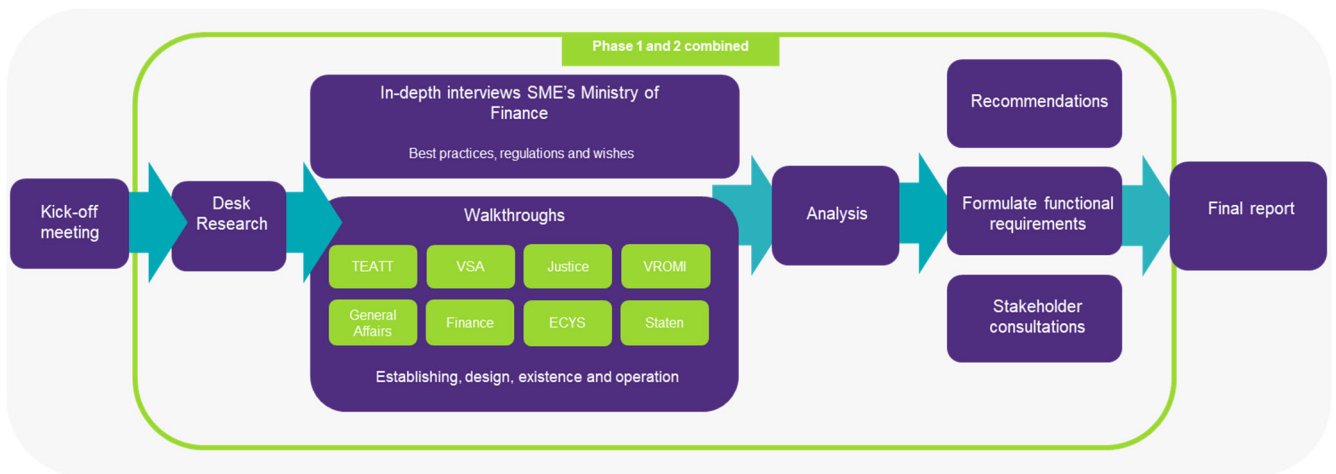 Phase 1 and 2 combined
Kick-off
meeting
Desk
Research
In-depth interviews SME's Ministry of
Finance
Best practices, regulations and wishes
Walkthroughs
TEATT
VSA
Justice
VROMI
General
Affairs
Finance
ECYS
Staten
Establishing, design, existence and operation
Analysis
Recommendations
Formulate functional
requirements
Stakeholder
consultations
Final report